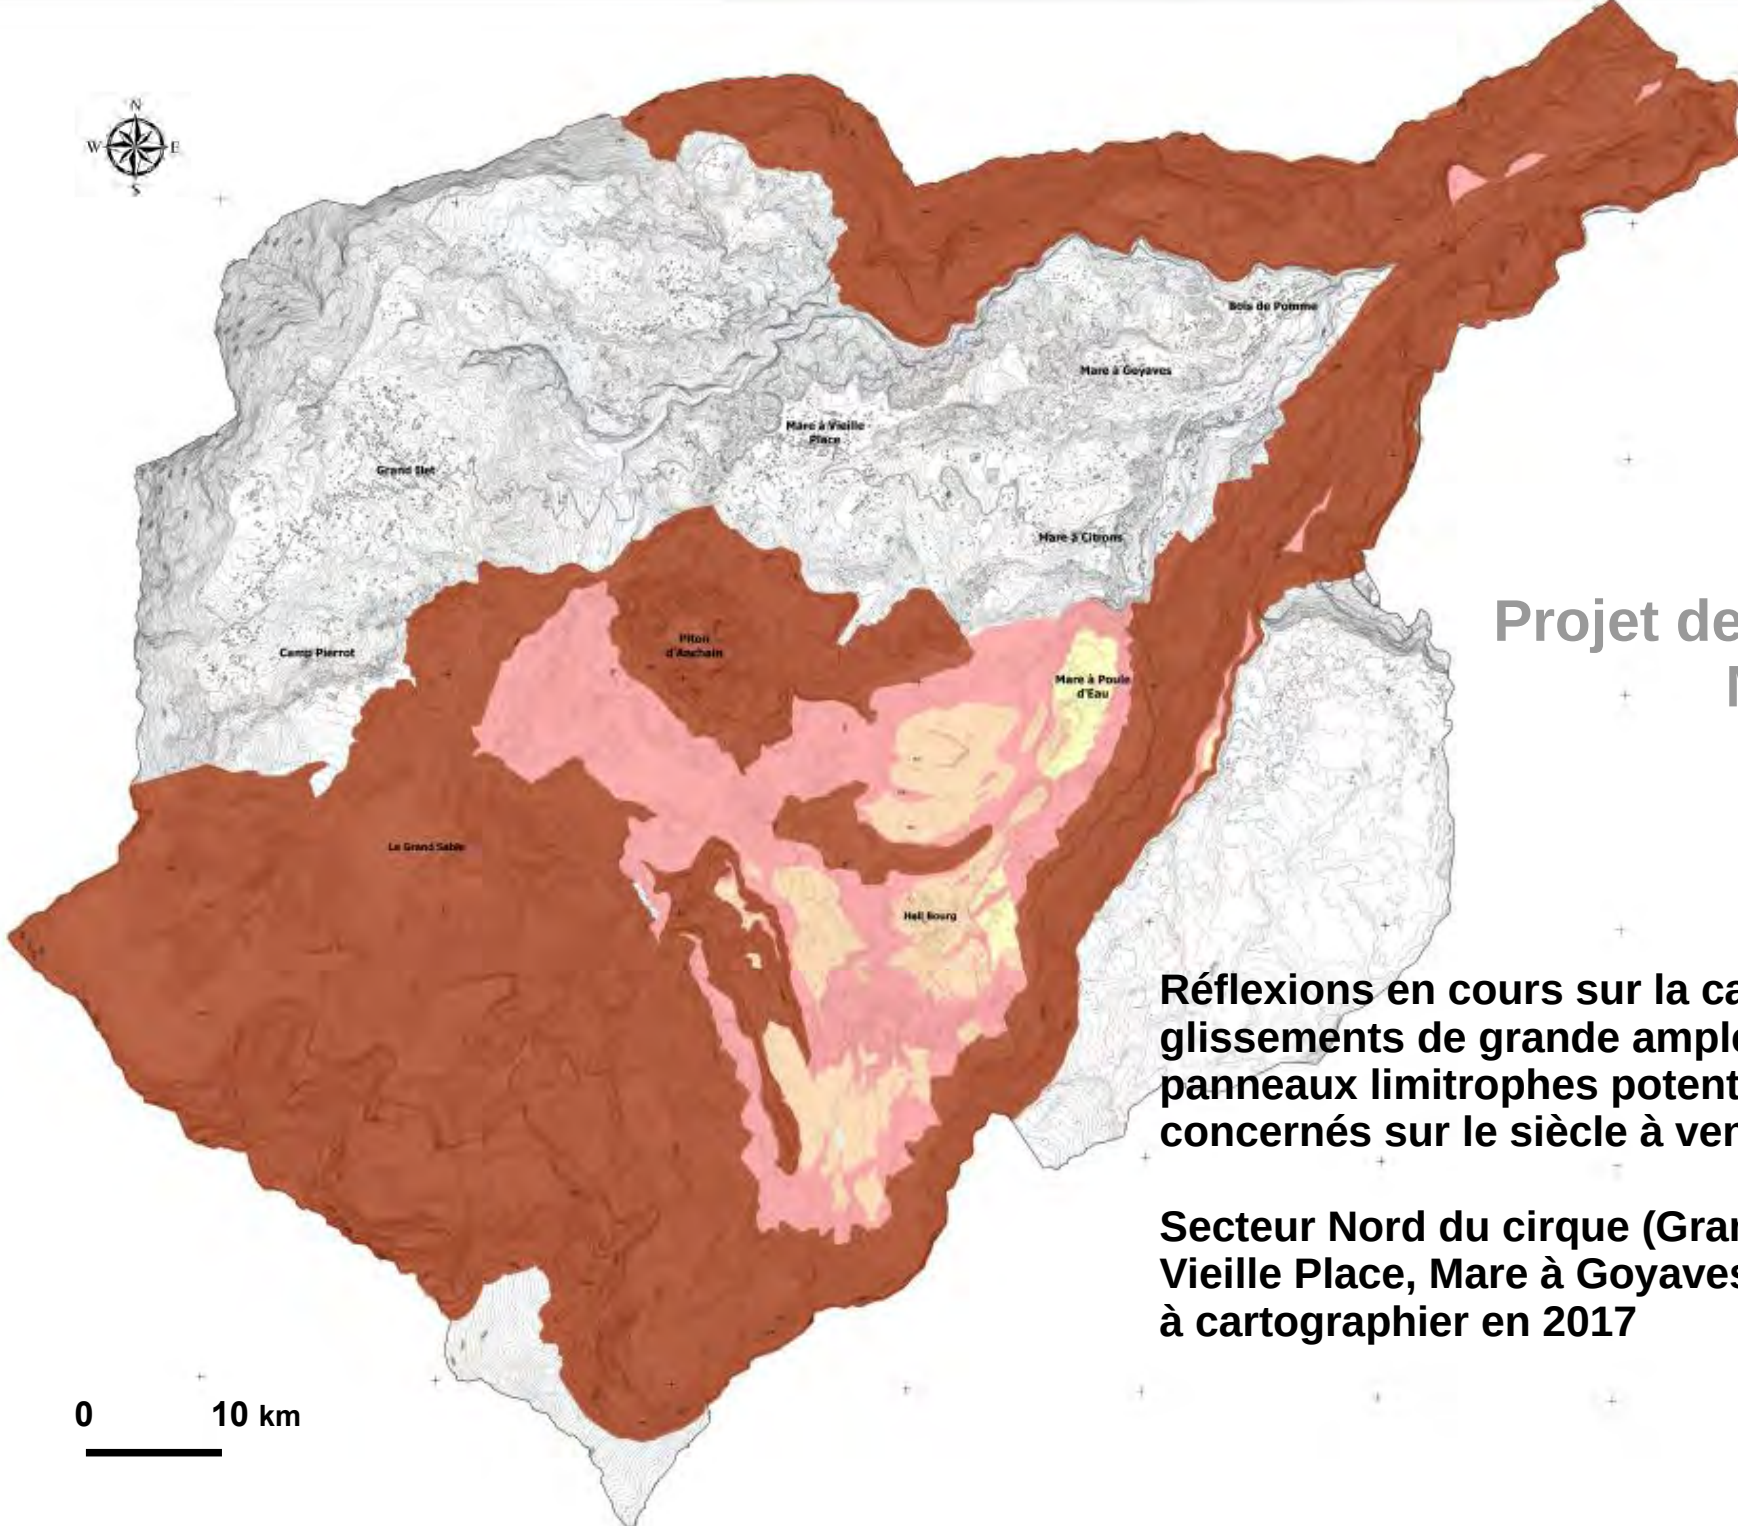 N
W E
S
Bois de Pomme
Mare à Goyaves
Mare à Vieille
Place
Grand Ilet
Mare à Citrons
Projet de
Piton
d'Anchain
Camp Pierrot
Mare à Poule
d'Eau
Le Grand Sable
Hell Bourg
Réflexions en cours sur la ca
glissements de grande ampl
panneaux limitrophes potent
concernés sur le siècle à ven
Secteur Nord du cirque (Gran
Vieille Place, Mare à Goyaves
à cartographier en 2017
0 10 km